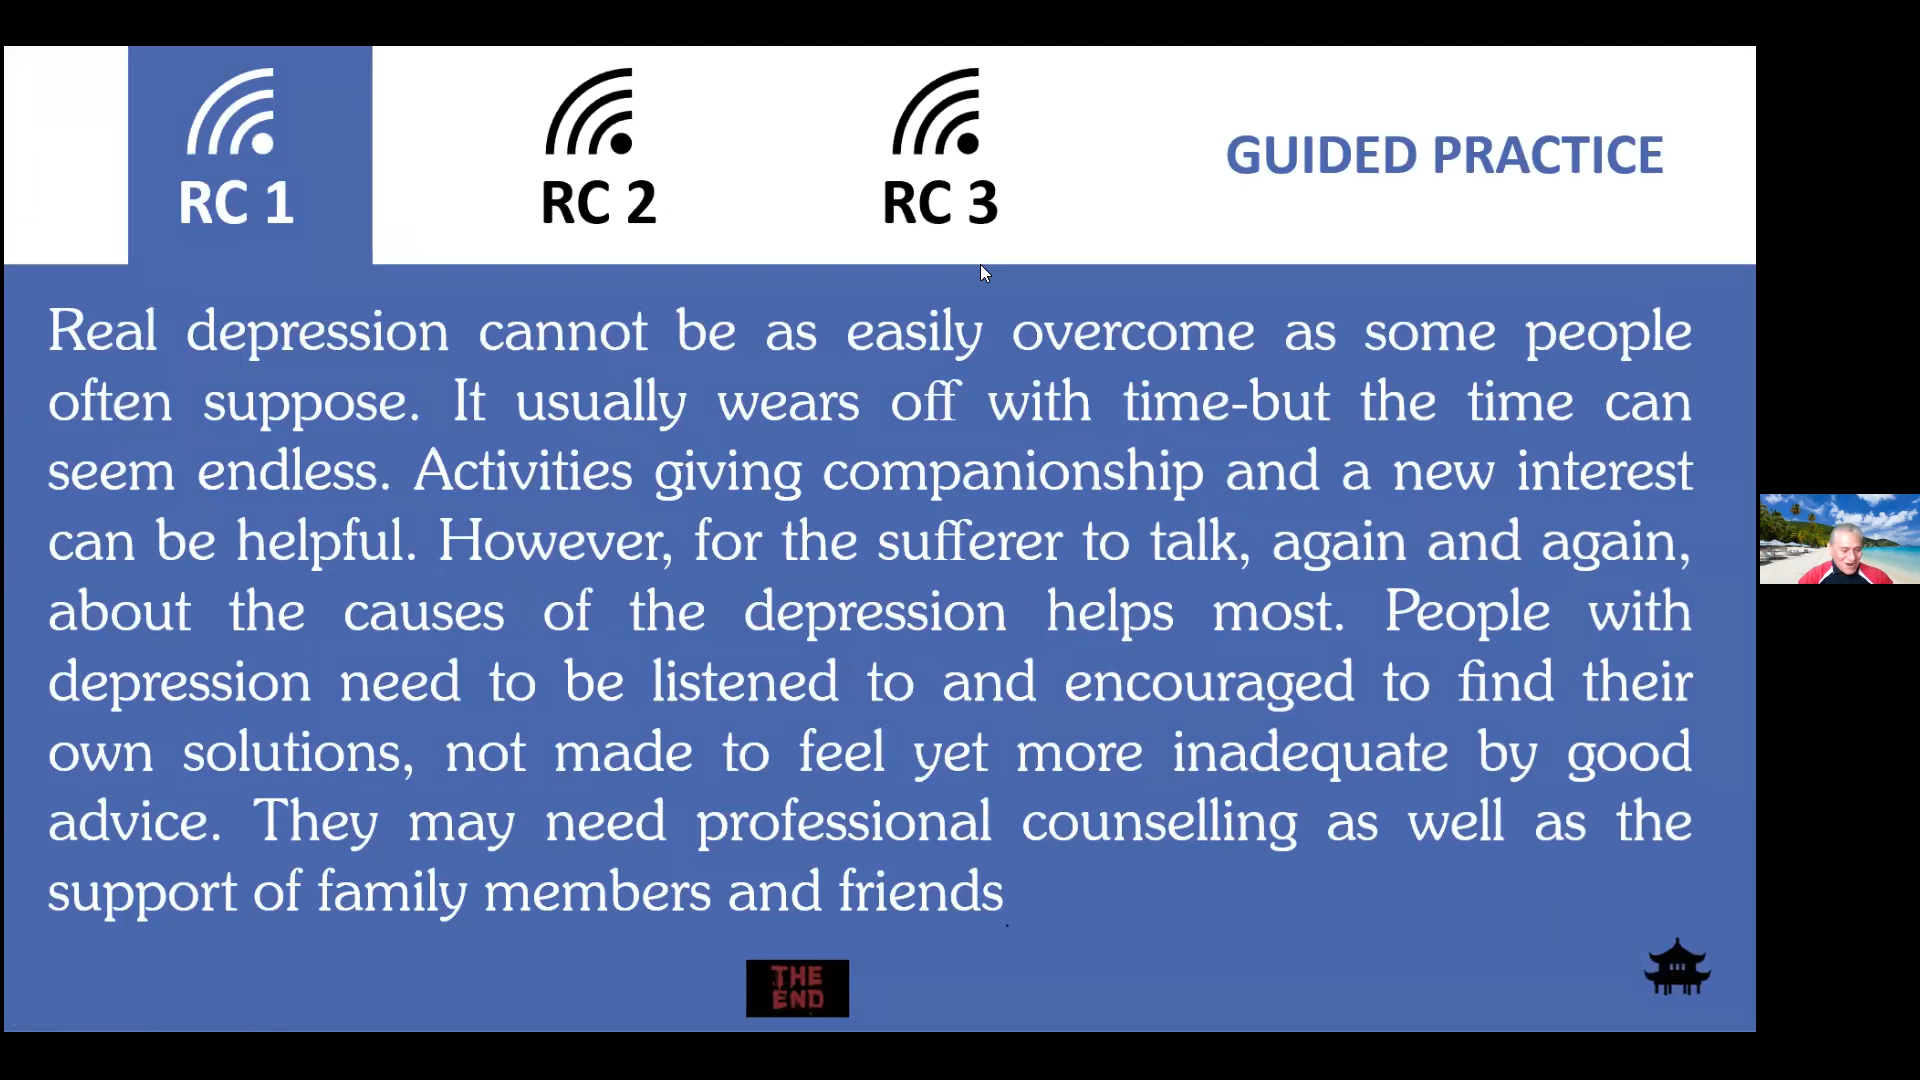 RC 1
RC 2
RC 3
GUIDED PRACTICE
Real depression cannot be as easily overcome as some people
often suppose. It usually wears off with time-but the time can
seem endless. Activities giving companionship and a new interest
can be helpful. However, for the sufferer to talk, again and again,
about the causes of the depression helps most. People with
depression need to be listened to and encouraged to find their
own solutions, not made to feel yet more inadequate by good
advice. They may need professional counselling as well as the
support of family members and friends
THE
END